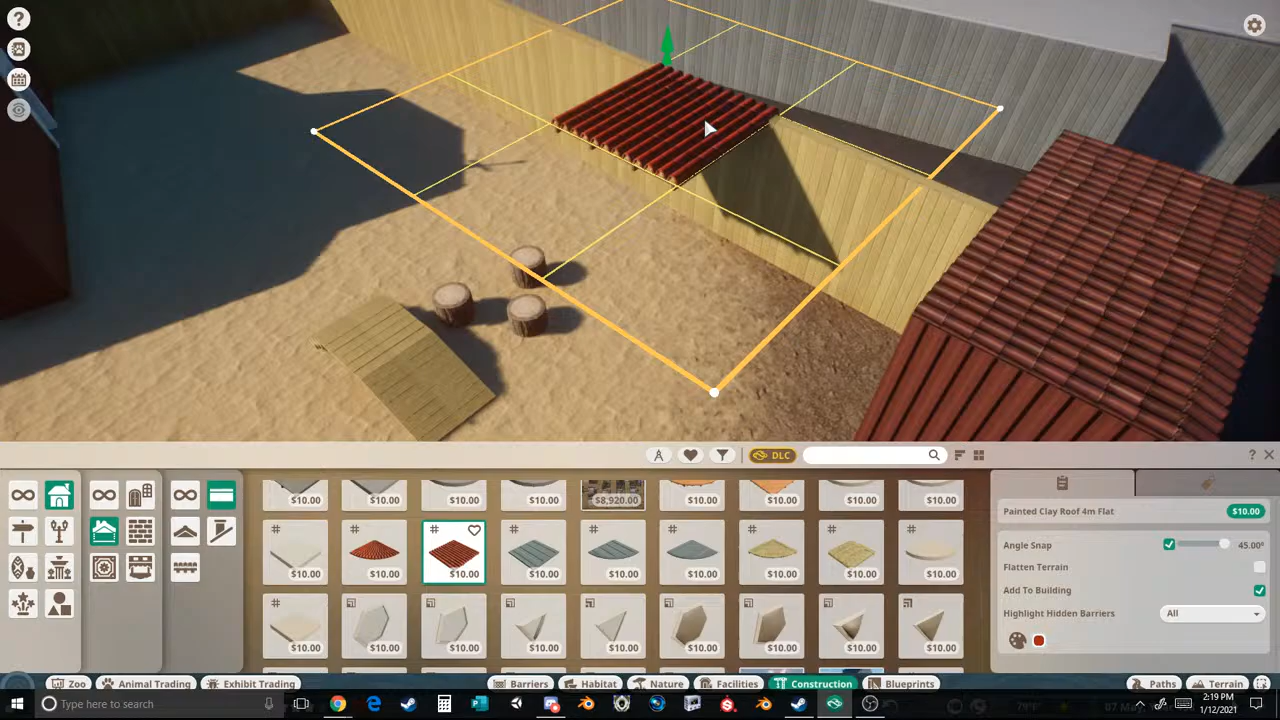 ?
DLC
?
$10.00 $10.00 $10.00 $10.00 $8,920.00 $10.00 $10.00 $10.00 $10.00
Painted Clay Roof 4m Flat $10.00
$10.00 $10.00 $10.00 $10.00 $10.00 $10.00 $10.00 $10.00 $10.00
Angle Snap 45.00°
Flatten Terrain
Add To Building
Highlight Hidden Barriers All
$10.00 $10.00 $10.00 $10.00 $10.00 $10.00 $10.00 $10.00 $10.00
Zoo Animal Trading Exhibit Trading Barriers Habitat Nature Facilities Construction Blueprints Paths Terrain
Type here to search
2:19 PM
1/12/2021